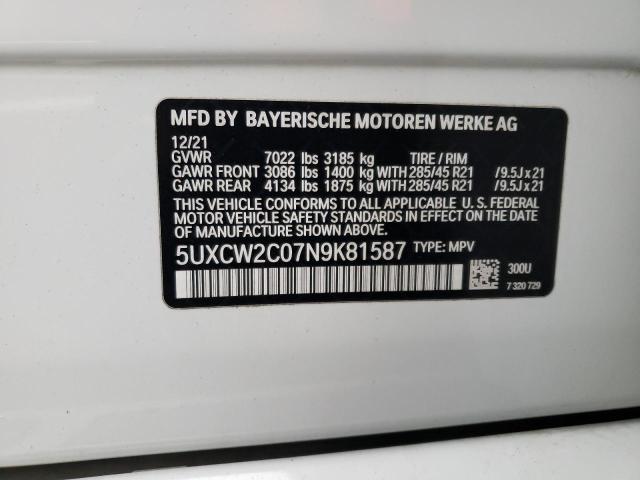 MFD BY BAYERISCHE MOTOREN WERKE AG
12/21
GVWR 7022 lbs 3185 kg TIRE / RIM
GAWR FRONT 3086 lbs 1400 kg WITH 285/45 R21 /9.5J x 21
GAWR REAR 4134 lbs 1875 kg WITH 285/45 R21 /9.5J x 21
THIS VEHICLE CONFORMS TO ALL APPLICABLE U. S. FEDERAL
MOTOR VEHICLE SAFETY STANDARDS IN EFFECT ON THE
DATE OF MANUFACTURE SHOWN ABOVE.
5UXCW2C07N9K81587 TYPE: MPV
300U
7 320 729